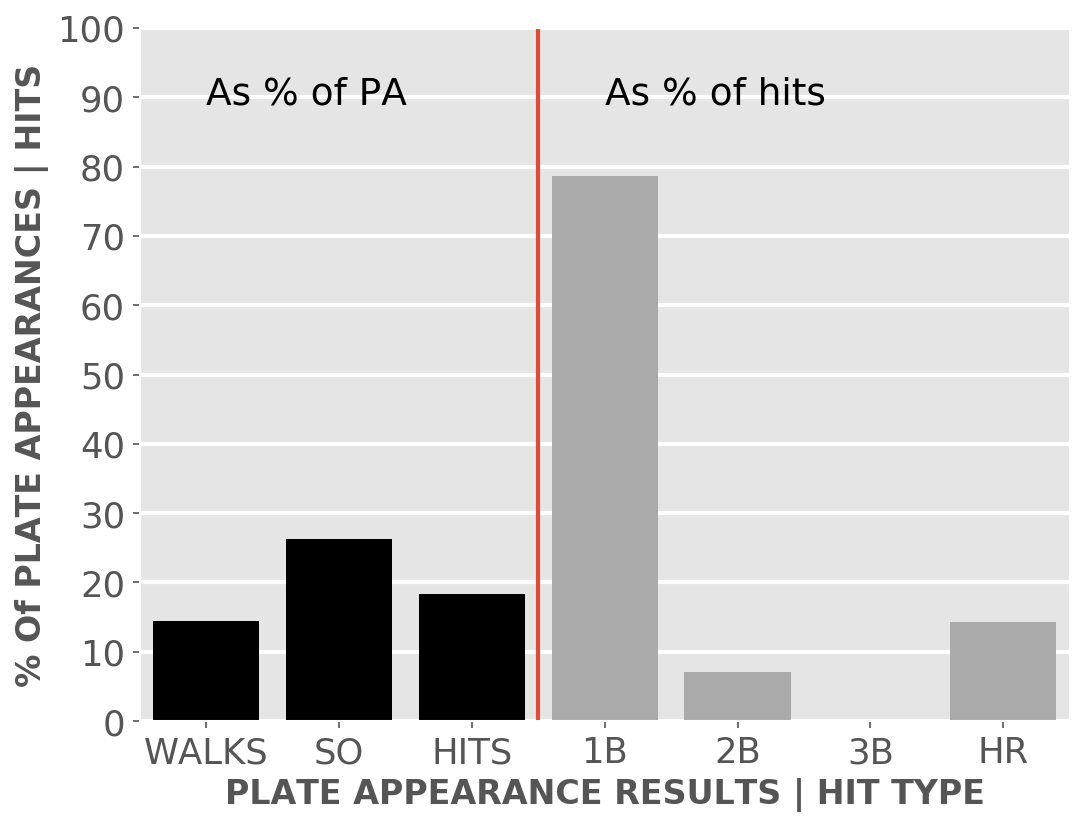 % Of PLATE APPEARANCES | HITS
100
90
80
70
60
50
40
30
20
10
0
As % of PA
As % of hits
WALKS SO HITS 1B 2B 3B HR
PLATE APPEARANCE RESULTS | HIT TYPE